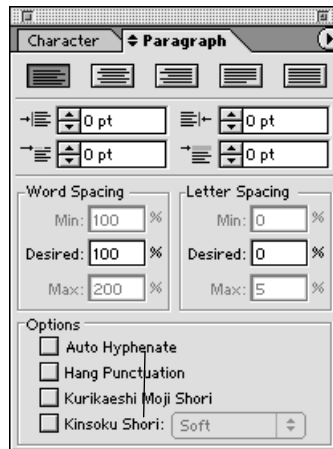 Character Paragraph
0 pt 0 pt
0 pt 0 pt
Word Spacing Letter Spacing
Min: 100 % Min: 0 %
Desired: 100 % Desired: 0 %
Max: 200 % Max: 5 %
Options
Auto Hyphenate
Hang Punctuation
Kurikaeshi Moji Shori
Kinsoku Shori: Soft